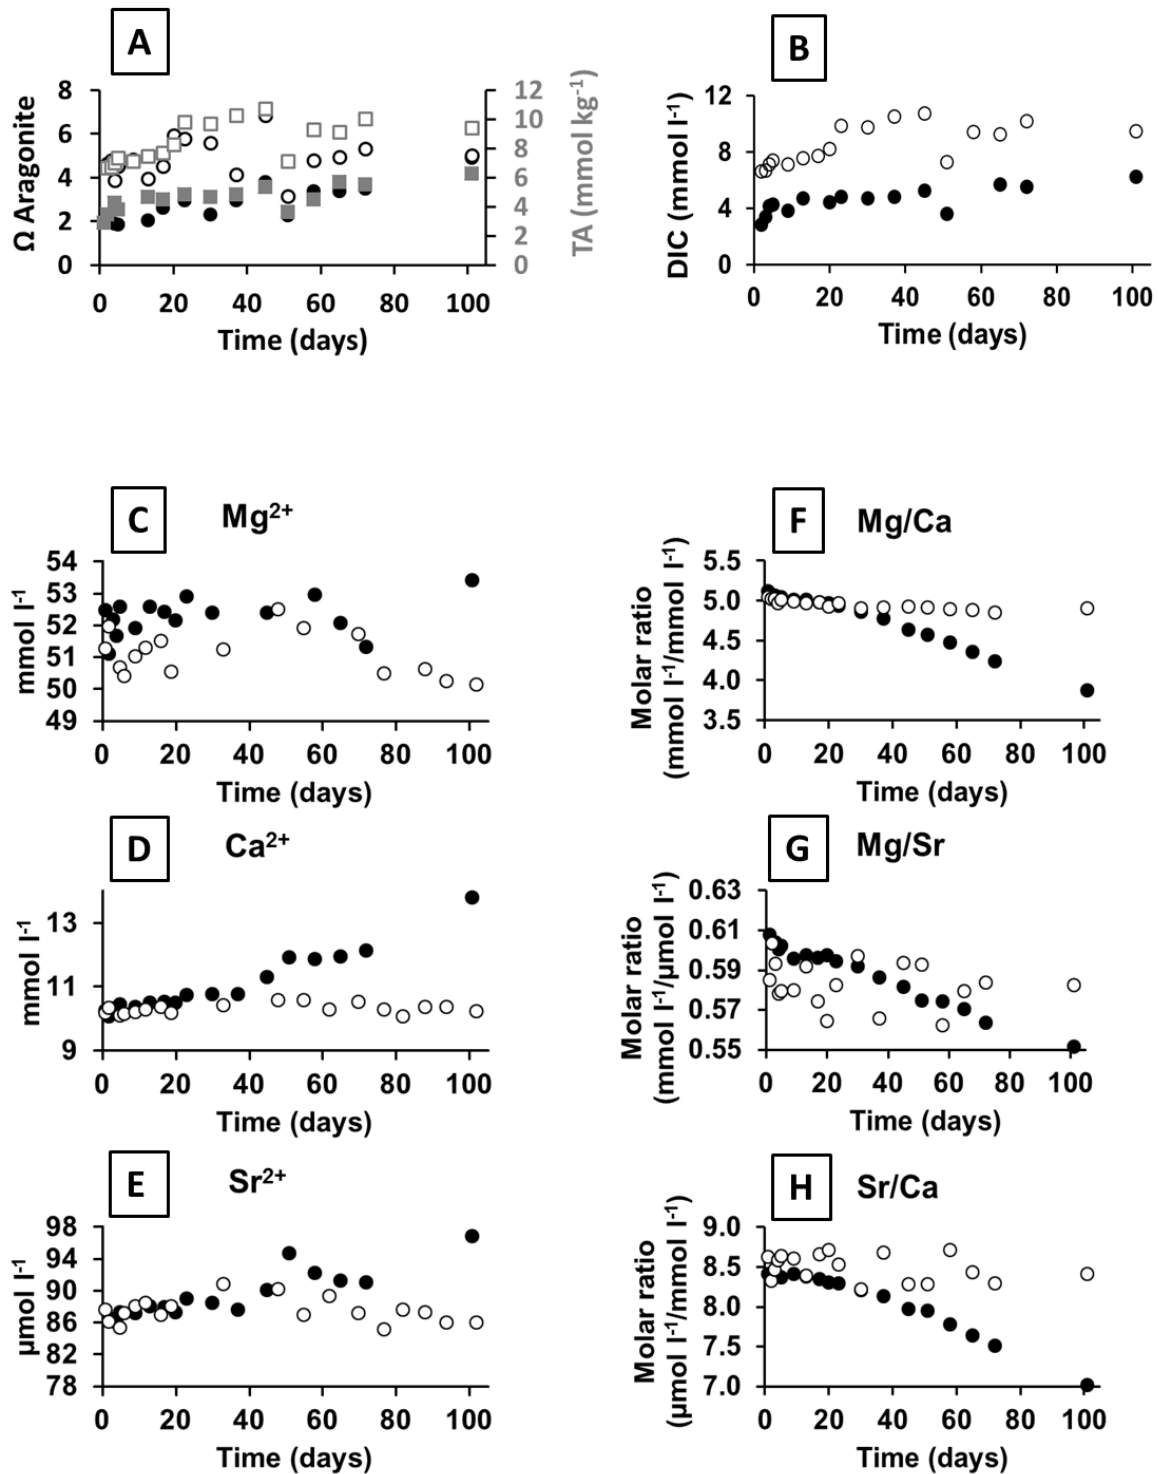 A
8
6
4
2
0
Ω Aragonite
12
10
8
6
4
2
0
TA (mmol kg⁻¹)
0 20 40 60 80 100
Time (days)
B
12
8
4
0
DIC (mmol l⁻¹)
0 20 40 60 80 100
Time (days)
C
Mg²⁺
54
53
52
51
50
49
mmol l⁻¹
0 20 40 60 80 100
Time (days)
F
Mg/Ca
5.5
5.0
4.5
4.0
3.5
Molar ratio
(mmol l⁻¹/mmol l⁻¹)
0 20 40 60 80 100
Time (days)
D
Ca²⁺
13
11
9
mmol l⁻¹
0 20 40 60 80 100
Time (days)
G
Mg/Sr
0.63
0.61
0.59
0.57
0.55
Molar ratio
(mmol l⁻¹/µmol l⁻¹)
0 20 40 60 80 100
Time (days)
E
Sr²⁺
98
94
90
86
82
78
µmol l⁻¹
0 20 40 60 80 100
Time (days)
H
Sr/Ca
9.0
8.5
8.0
7.5
7.0
Molar ratio
(µmol l⁻¹/mmol l⁻¹)
0 20 40 60 80 100
Time (days)